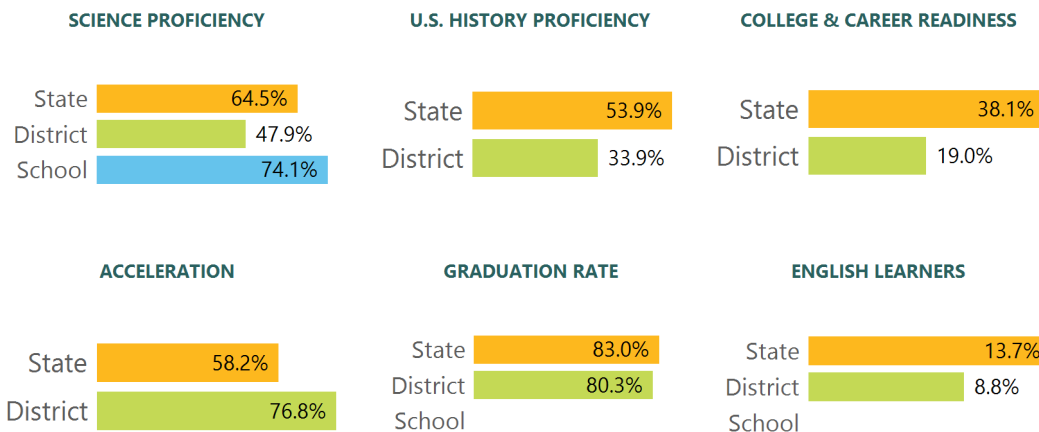 SCIENCE PROFICIENCY
State 64.5%
District 47.9%
School 74.1%
U.S. HISTORY PROFICIENCY
State 53.9%
District 33.9%
COLLEGE & CAREER READINESS
State 38.1%
District 19.0%
ACCELERATION
State 58.2%
District 76.8%
GRADUATION RATE
State 83.0%
District 80.3%
School
ENGLISH LEARNERS
State 13.7%
District 8.8%
School